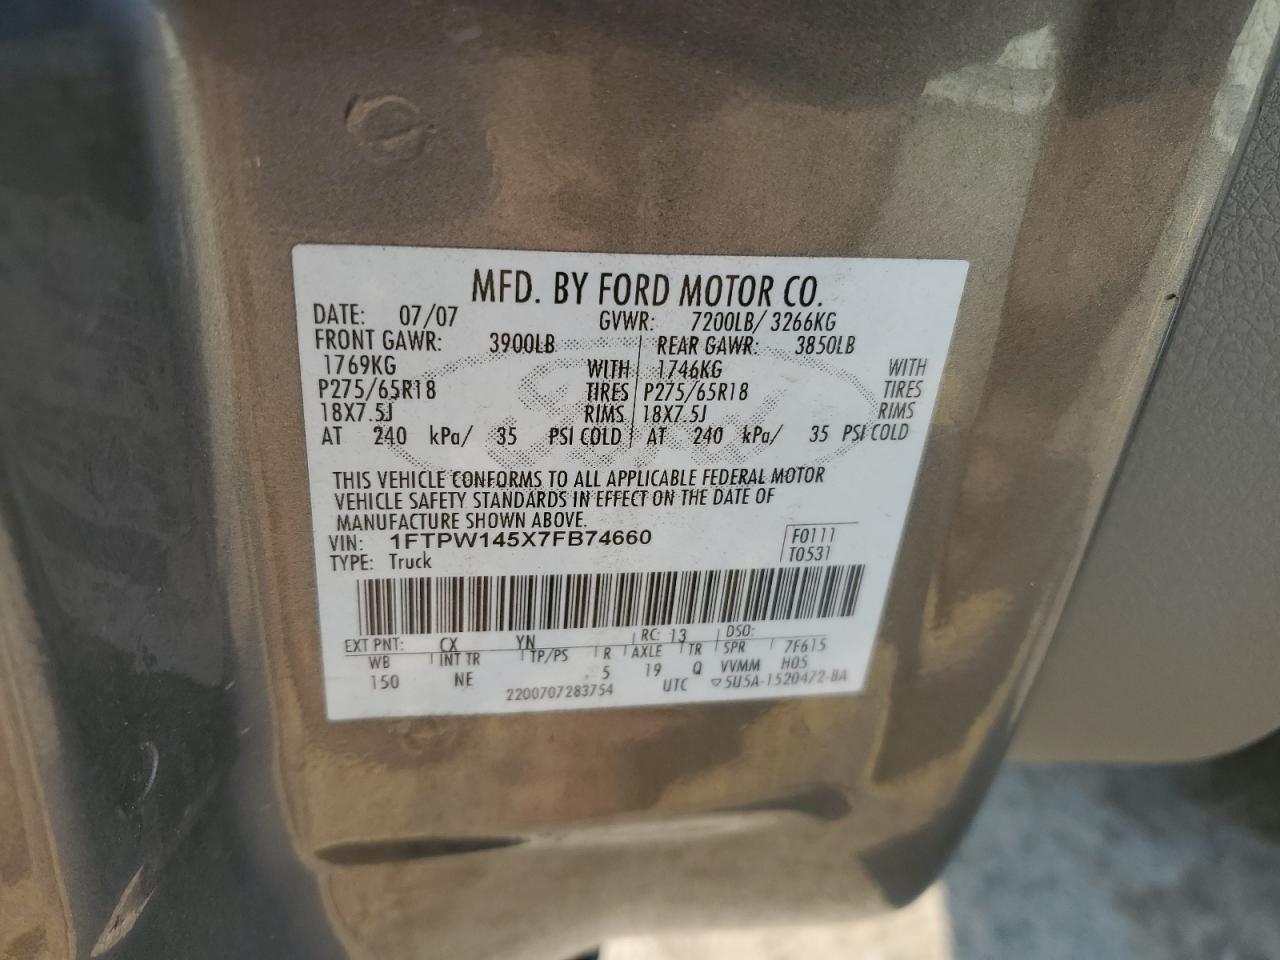 MFD. BY FORD MOTOR CO.
DATE: 07/07 GVWR: 7200LB/ 3266KG
FRONT GAWR: 3900LB REAR GAWR: 3850LB
1769KG WITH 1746KG WITH
P275/65R18 TIRES P275/65R18 TIRES
18X7.5J RIMS 18X7.5J RIMS
AT 240 kPa/ 35 PSI COLD AT 240 kPa/ 35 PSI COLD
THIS VEHICLE CONFORMS TO ALL APPLICABLE FEDERAL MOTOR
VEHICLE SAFETY STANDARDS IN EFFECT ON THE DATE OF
MANUFACTURE SHOWN ABOVE.
VIN: 1FTPW145X7FB74660 F0111
TYPE: Truck T0531
EXT PNT: CX YN RC: 13 DSO:
WB INT TR TP/PS R AXLE TR SPR 7F615
150 NE 5 19 Q VVMM H05
2200707283754 UTC ▽5U5A-1520472-BA